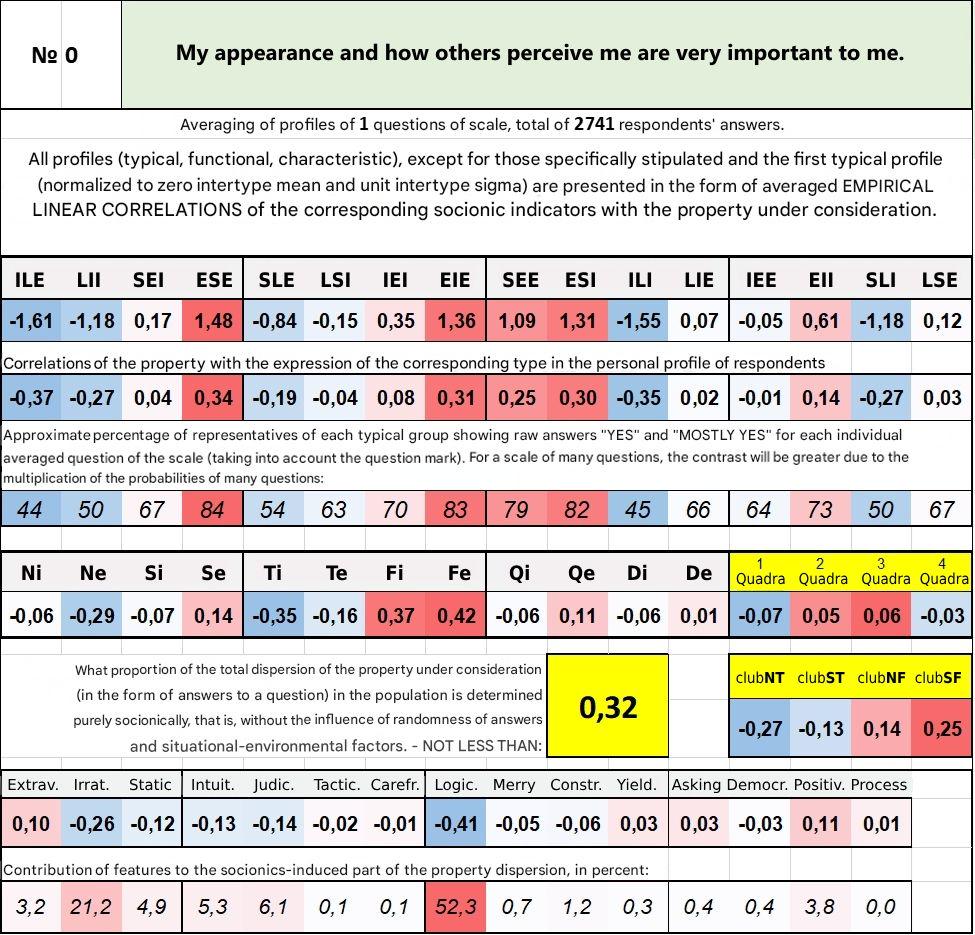 № 0
My appearance and how others perceive me are very important to me.
Averaging of profiles of 1 questions of scale, total of 2741 respondents' answers.
All profiles (typical, functional, characteristic), except for those specifically stipulated and the first typical profile
(normalized to zero intertype mean and unit intertype sigma) are presented in the form of averaged EMPIRICAL
LINEAR CORRELATIONS of the corresponding socionic indicators with the property under consideration.
ILE LII SEI ESE SLE LSI IEI EIE SEE ESI ILI LIE IEE EII SLI LSE
-1,61 -1,18 0,17 1,48 -0,84 -0,15 0,35 1,36 1,09 1,31 -1,55 0,07 -0,05 0,61 -1,18 0,12
Correlations of the property with the expression of the corresponding type in the personal profile of respondents
-0,37 -0,27 0,04 0,34 -0,19 -0,04 0,08 0,31 0,25 0,30 -0,35 0,02 -0,01 0,14 -0,27 0,03
Approximate percentage of representatives of each typical group showing raw answers "YES" and "MOSTLY YES" for each individual
averaged question of the scale (taking into account the question mark). For a scale of many questions, the contrast will be greater due to the
multiplication of the probabilities of many questions:
44 50 67 84 54 63 70 83 79 82 45 66 64 73 50 67
Ni Ne Si Se Ti Te Fi Fe Qi Qe Di De 1 Quadra 2 Quadra 3 Quadra 4 Quadra
-0,06 -0,29 -0,07 0,14 -0,35 -0,16 0,37 0,42 -0,06 0,11 -0,06 0,01 -0,07 0,05 0,06 -0,03
What proportion of the total dispersion of the property under consideration
(in the form of answers to a question) in the population is determined
purely socionically, that is, without the influence of randomness of answers
and situational-environmental factors. - NOT LESS THAN:
0,32
clubNT clubST clubNF clubSF
-0,27 -0,13 0,14 0,25
Extrav. Irrat. Static Intuit. Judic. Tactic. Carefr. Logic. Merry Constr. Yield. Asking Democr. Positiv. Process
0,10 -0,26 -0,12 -0,13 -0,14 -0,02 -0,01 -0,41 -0,05 -0,06 0,03 0,03 -0,03 0,11 0,01
Contribution of features to the socionics-induced part of the property dispersion, in percent:
3,2 21,2 4,9 5,3 6,1 0,1 0,1 52,3 0,7 1,2 0,3 0,4 0,4 3,8 0,0